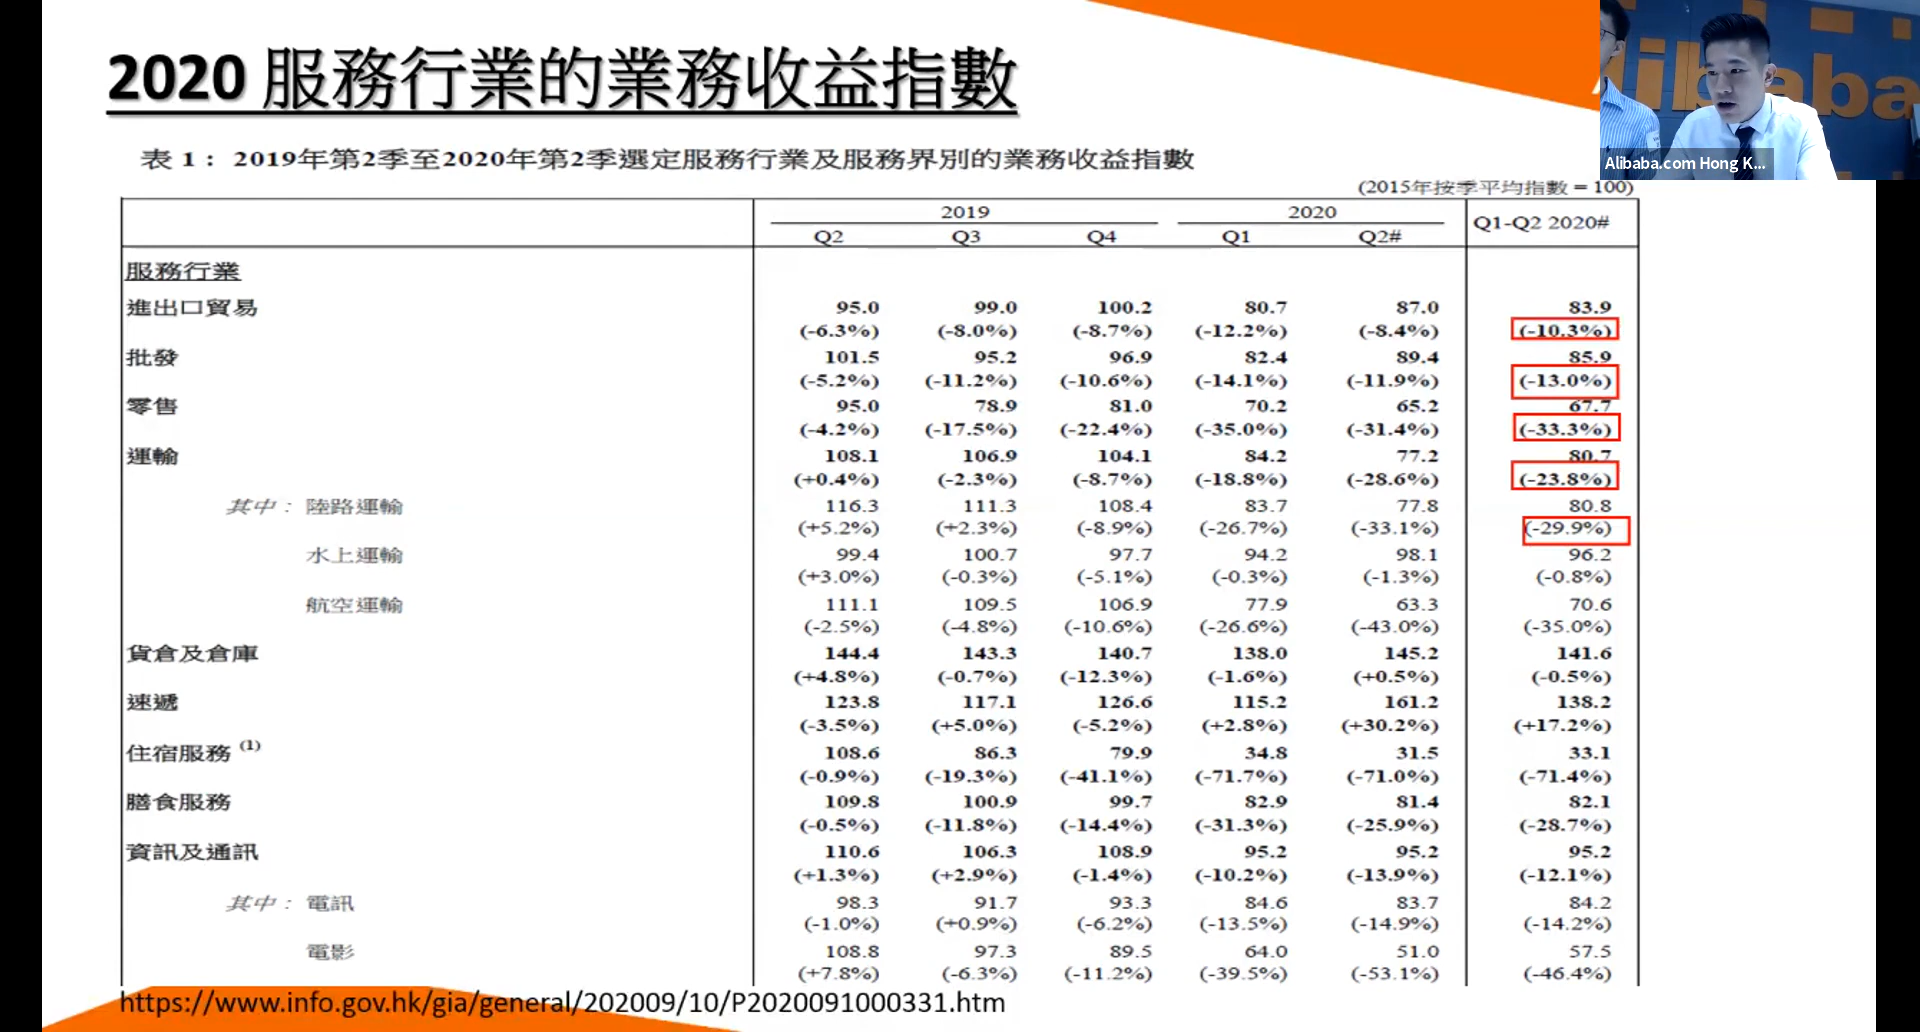 2020 服務行業的業務收益指數
ibaba
Alibaba.com Hong K...
表 1： 2019年第2季至2020年第2季選定服務行業及服務界別的業務收益指數
(2015年按季平均指數 = 100)
2019 2020 Q1-Q2 2020#
Q2 Q3 Q4 Q1 Q2#
服務行業
進出口貿易 95.0 99.0 100.2 80.7 87.0 83.9
(-6.3%) (-8.0%) (-8.7%) (-12.2%) (-8.4%) (-10.3%)
批發 101.5 95.2 96.9 82.4 89.4 85.9
(-5.2%) (-11.2%) (-10.6%) (-14.1%) (-11.9%) (-13.0%)
零售 95.0 78.9 81.0 70.2 65.2 67.7
(-4.2%) (-17.5%) (-22.4%) (-35.0%) (-31.4%) (-33.3%)
運輸 108.1 106.9 104.1 84.2 77.2 80.7
(+0.4%) (-2.3%) (-8.7%) (-18.8%) (-28.6%) (-23.8%)
其中： 陸路運輸 116.3 111.3 108.4 83.7 77.8 80.8
(+5.2%) (+2.3%) (-8.9%) (-26.7%) (-33.1%) (-29.9%)
水上運輸 99.4 100.7 97.7 94.2 98.1 96.2
(+3.0%) (-0.3%) (-5.1%) (-0.3%) (-1.3%) (-0.8%)
航空運輸 111.1 109.5 106.9 77.9 63.3 70.6
(-2.5%) (-4.8%) (-10.6%) (-26.6%) (-43.0%) (-35.0%)
貨倉及倉庫 144.4 143.3 140.7 138.0 145.2 141.6
(+4.8%) (-0.7%) (-12.3%) (-1.6%) (+0.5%) (-0.5%)
速遞 123.8 117.1 126.6 115.2 161.2 138.2
(-3.5%) (+5.0%) (-5.2%) (+2.8%) (+30.2%) (+17.2%)
住宿服務 (1) 108.6 86.3 79.9 34.8 31.5 33.1
(-0.9%) (-19.3%) (-41.1%) (-71.7%) (-71.0%) (-71.4%)
膳食服務 109.8 100.9 99.7 82.9 81.4 82.1
(-0.5%) (-11.8%) (-14.4%) (-31.3%) (-25.9%) (-28.7%)
資訊及通訊 110.6 106.3 108.9 95.2 95.2 95.2
(+1.3%) (+2.9%) (-1.4%) (-10.2%) (-13.9%) (-12.1%)
其中： 電訊 98.3 91.7 93.3 84.6 83.7 84.2
(-1.0%) (+0.9%) (-6.2%) (-13.5%) (-14.9%) (-14.2%)
電影 108.8 97.3 89.5 64.0 51.0 57.5
(+7.8%) (-6.3%) (-11.2%) (-39.5%) (-53.1%) (-46.4%)
https://www.info.gov.hk/gia/general/202009/10/P2020091000331.htm